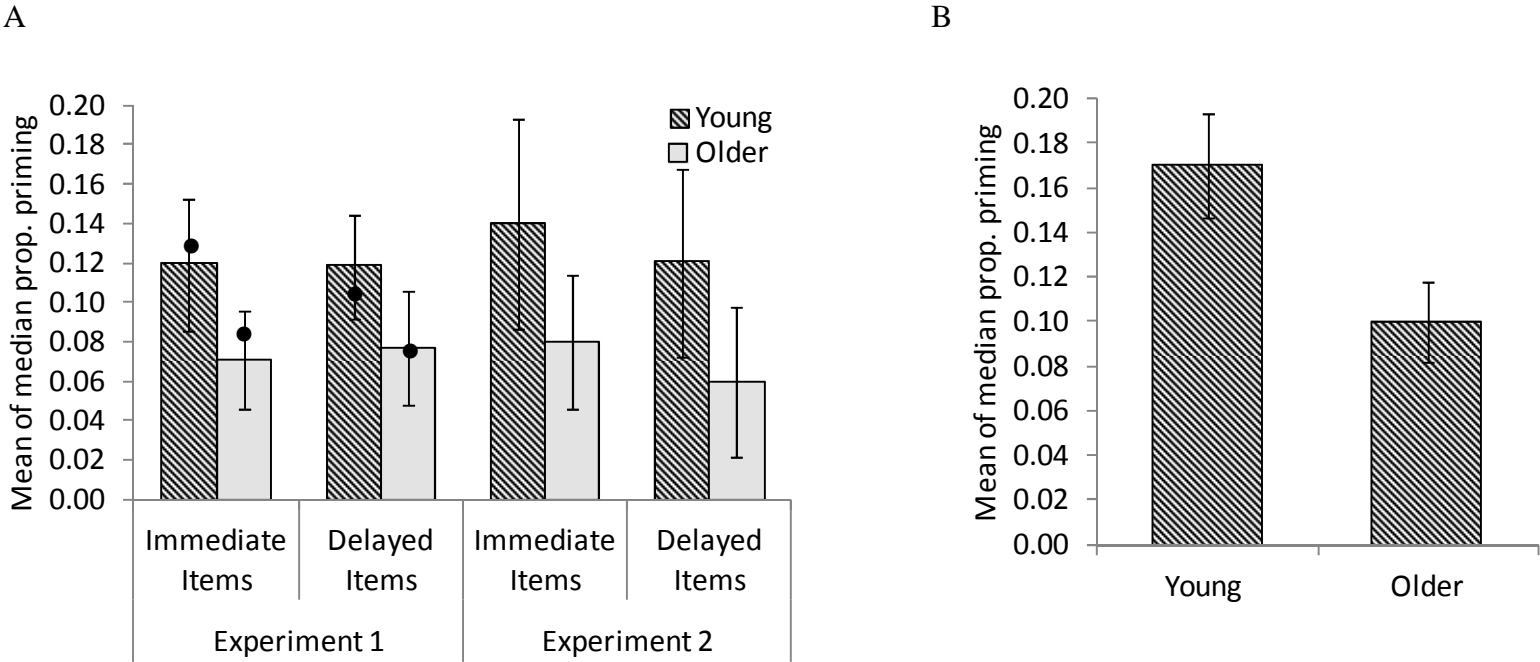 A
Mean of median prop. priming
0.20
0.18
0.16
0.14
0.12
0.10
0.08
0.06
0.04
0.02
0.00
Young
Older
Immediate
Items
Delayed
Items
Immediate
Items
Delayed
Items
Experiment 1
Experiment 2
B
Mean of median prop. priming
0.20
0.18
0.16
0.14
0.12
0.10
0.08
0.06
0.04
0.02
0.00
Young
Older